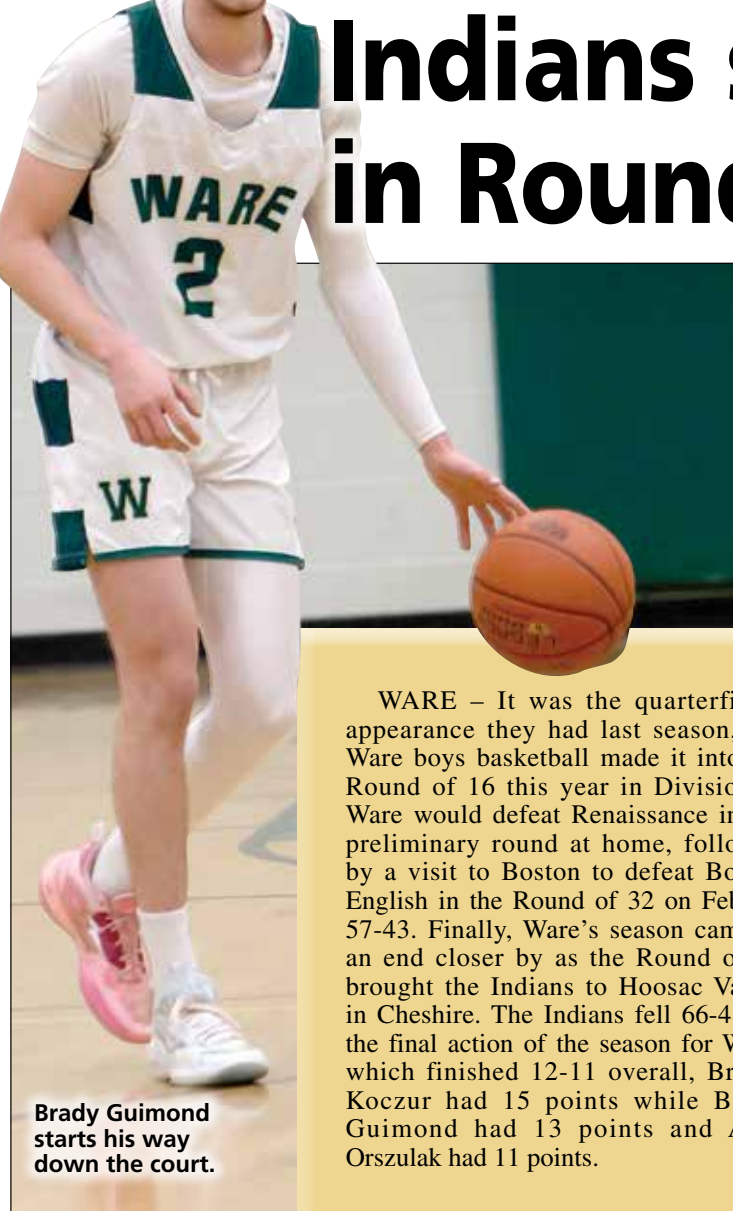 Indians s
in Round
WARE
2
W
WARE – It was the quarterfi
appearance they had last season,
Ware boys basketball made it into
Round of 16 this year in Divisio
Ware would defeat Renaissance in
preliminary round at home, follo
by a visit to Boston to defeat Bo
English in the Round of 32 on Feb
57-43. Finally, Ware’s season cam
an end closer by as the Round o
brought the Indians to Hoosac Va
in Cheshire. The Indians fell 66-4
the final action of the season for W
which finished 12-11 overall, Br
Koczur had 15 points while B
Guimond had 13 points and A
Orszulak had 11 points.
Brady Guimond
starts his way
down the court.